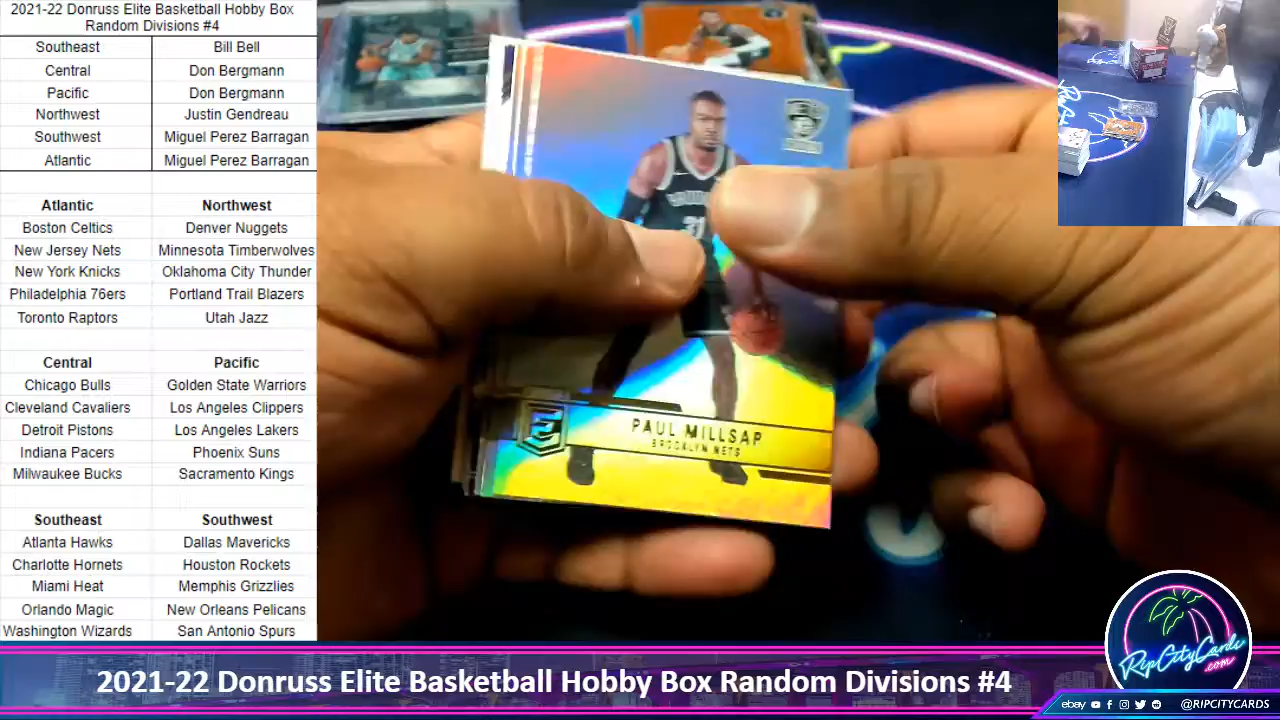 2021-22 Donruss Elite Basketball Hobby Box
Random Divisions #4
Southeast Bill Bell
Central Don Bergmann
Pacific Don Bergmann
Northwest Justin Gendreau
Southwest Miguel Perez Barragan
Atlantic Miguel Perez Barragan
Atlantic Northwest
Boston Celtics Denver Nuggets
New Jersey Nets Minnesota Timberwolves
New York Knicks Oklahoma City Thunder
Philadelphia 76ers Portland Trail Blazers
Toronto Raptors Utah Jazz
Central Pacific
Chicago Bulls Golden State Warriors
Cleveland Cavaliers Los Angeles Clippers
Detroit Pistons Los Angeles Lakers
Indiana Pacers Phoenix Suns
Milwaukee Bucks Sacramento Kings
Southeast Southwest
Atlanta Hawks Dallas Mavericks
Charlotte Hornets Houston Rockets
Miami Heat Memphis Grizzlies
Orlando Magic New Orleans Pelicans
Washington Wizards San Antonio Spurs
E
PAUL MILLSAP
BROOKLYN NETS
RipCityCards
.com
2021-22 Donruss Elite Basketball Hobby Box Random Divisions #4
ebay @RIPCITYCARDS